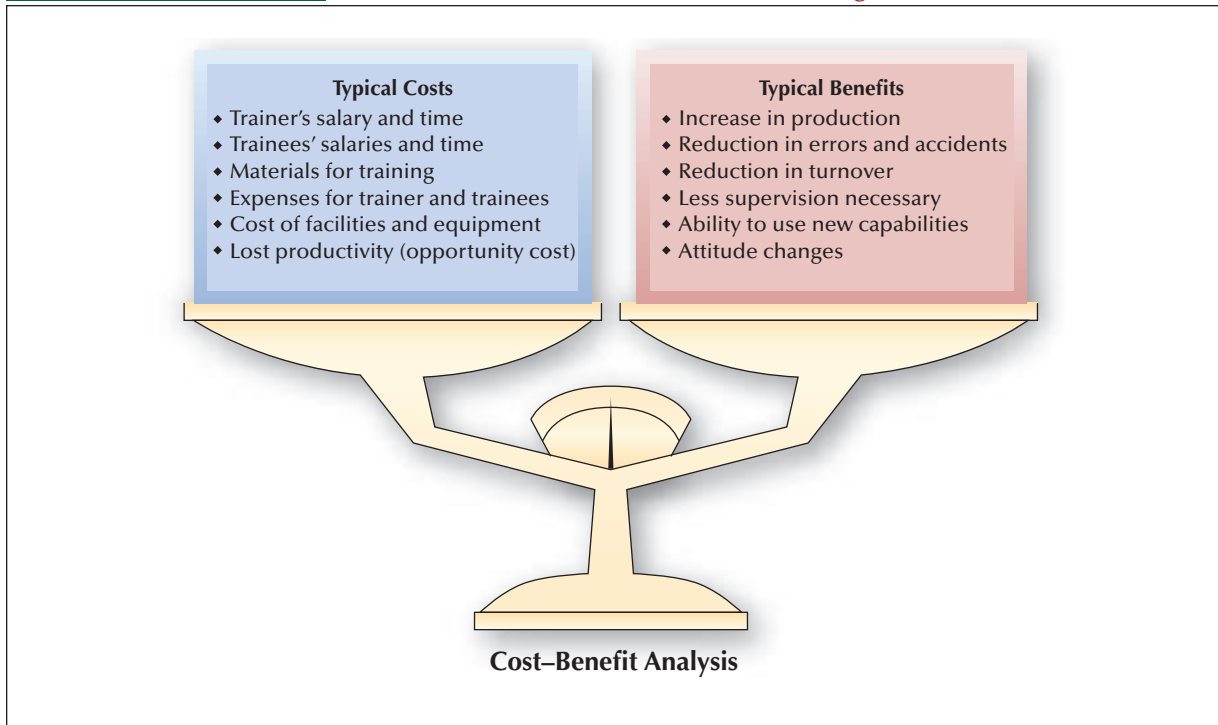 Typical Costs
◆ Trainer's salary and time
◆ Trainees' salaries and time
◆ Materials for training
◆ Expenses for trainer and trainees
◆ Cost of facilities and equipment
◆ Lost productivity (opportunity cost)
Typical Benefits
◆ Increase in production
◆ Reduction in errors and accidents
◆ Reduction in turnover
◆ Less supervision necessary
◆ Ability to use new capabilities
◆ Attitude changes
Cost–Benefit Analysis